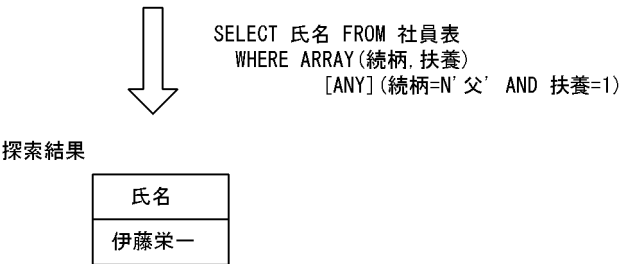 SELECT 氏名 FROM 社員表
WHERE ARRAY(続柄,扶養)
[ANY](続柄=N'父' AND 扶養=1)
探索結果
氏名
伊藤栄一